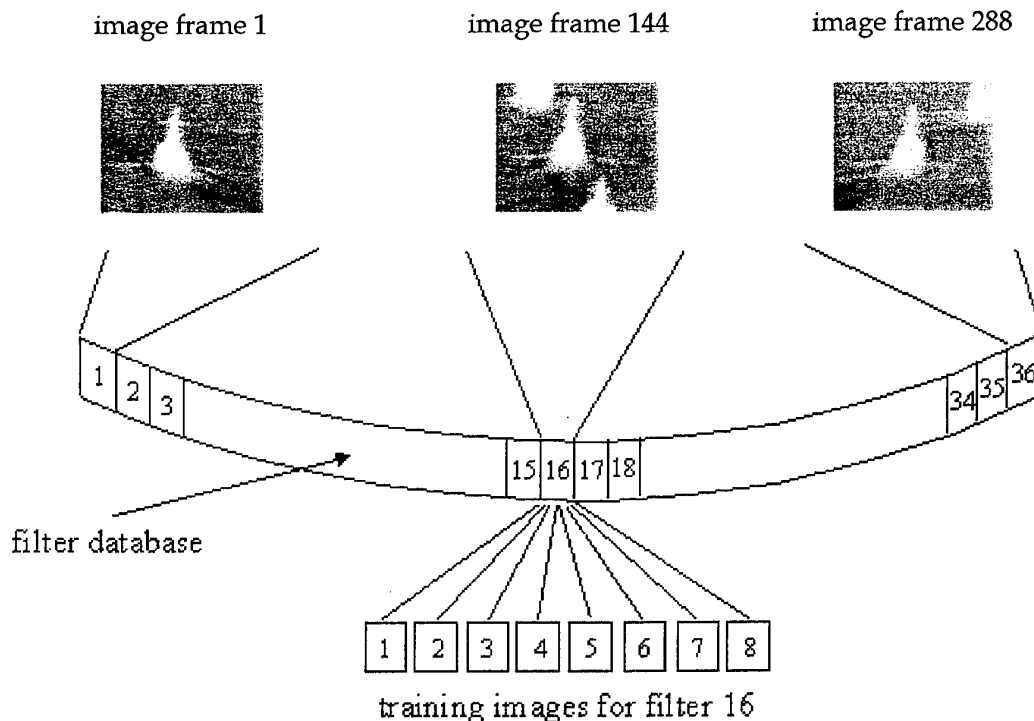 image frame 1 image frame 144 image frame 288
1 2 3 15 16 17 18 34 35 36
filter database
1 2 3 4 5 6 7 8
training images for filter 16